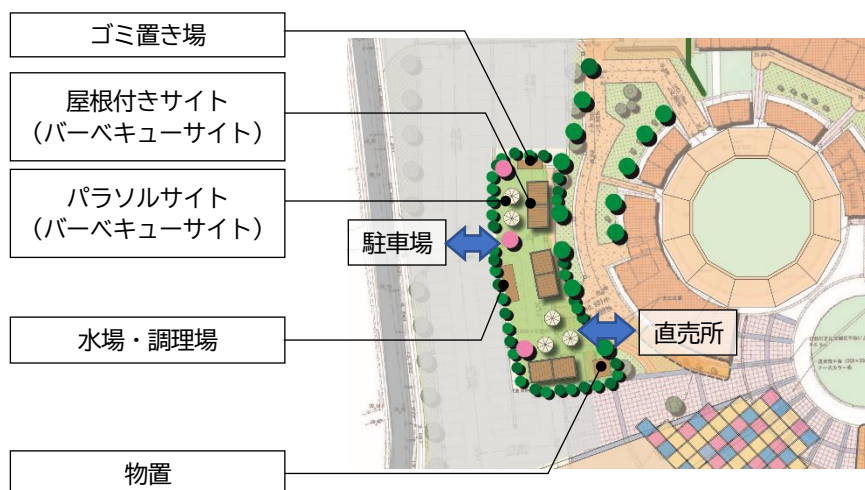 ゴミ置き場
屋根付きサイト
（バーベキューサイト）
パラソルサイト
（バーベキューサイト）
駐車場
水場・調理場
直売所
物置